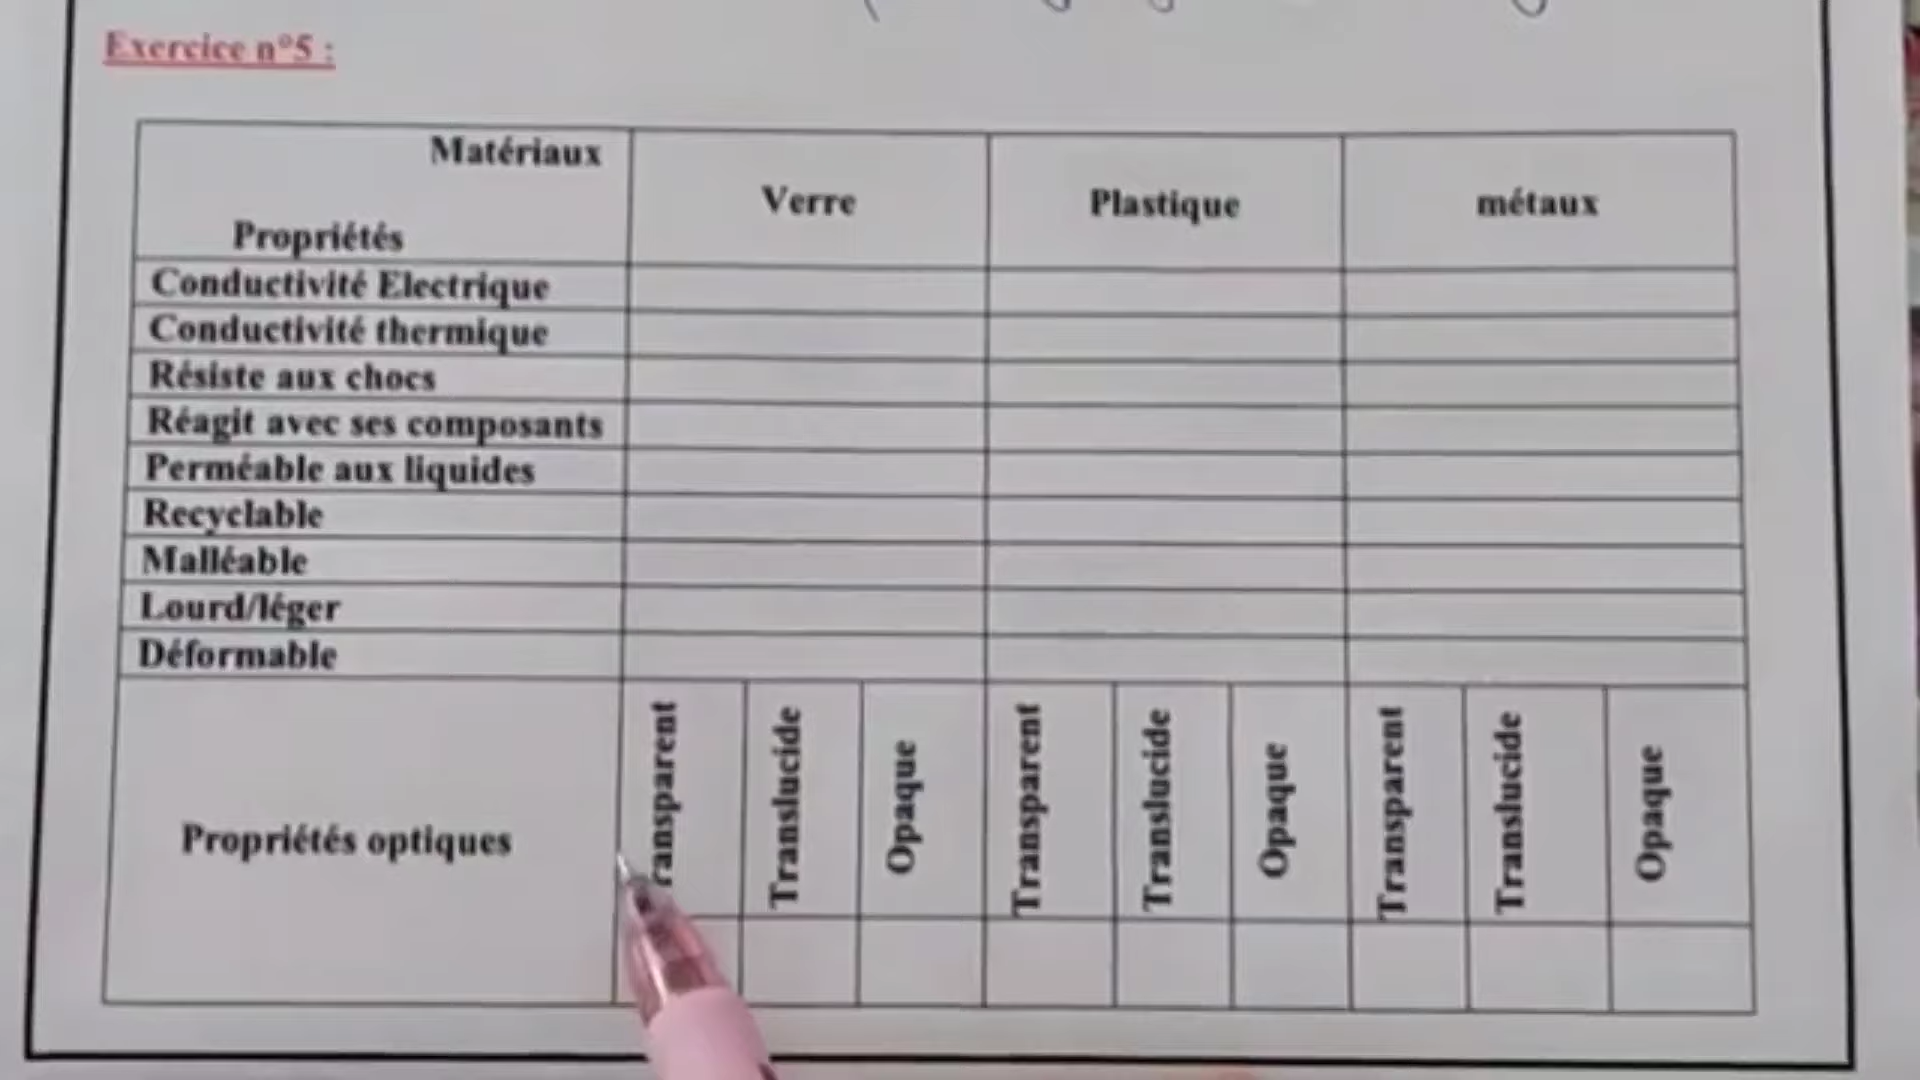 Exercice n°5 :
Matériaux
Propriétés
Verre
Plastique
métaux
Conductivité Electrique
Conductivité thermique
Résiste aux chocs
Réagit avec ses composants
Perméable aux liquides
Recyclable
Malléable
Lourd/léger
Déformable
Propriétés optiques
ransparent
Translucide
Opaque
Transparent
Translucide
Opaque
Transparent
Translucide
Opaque